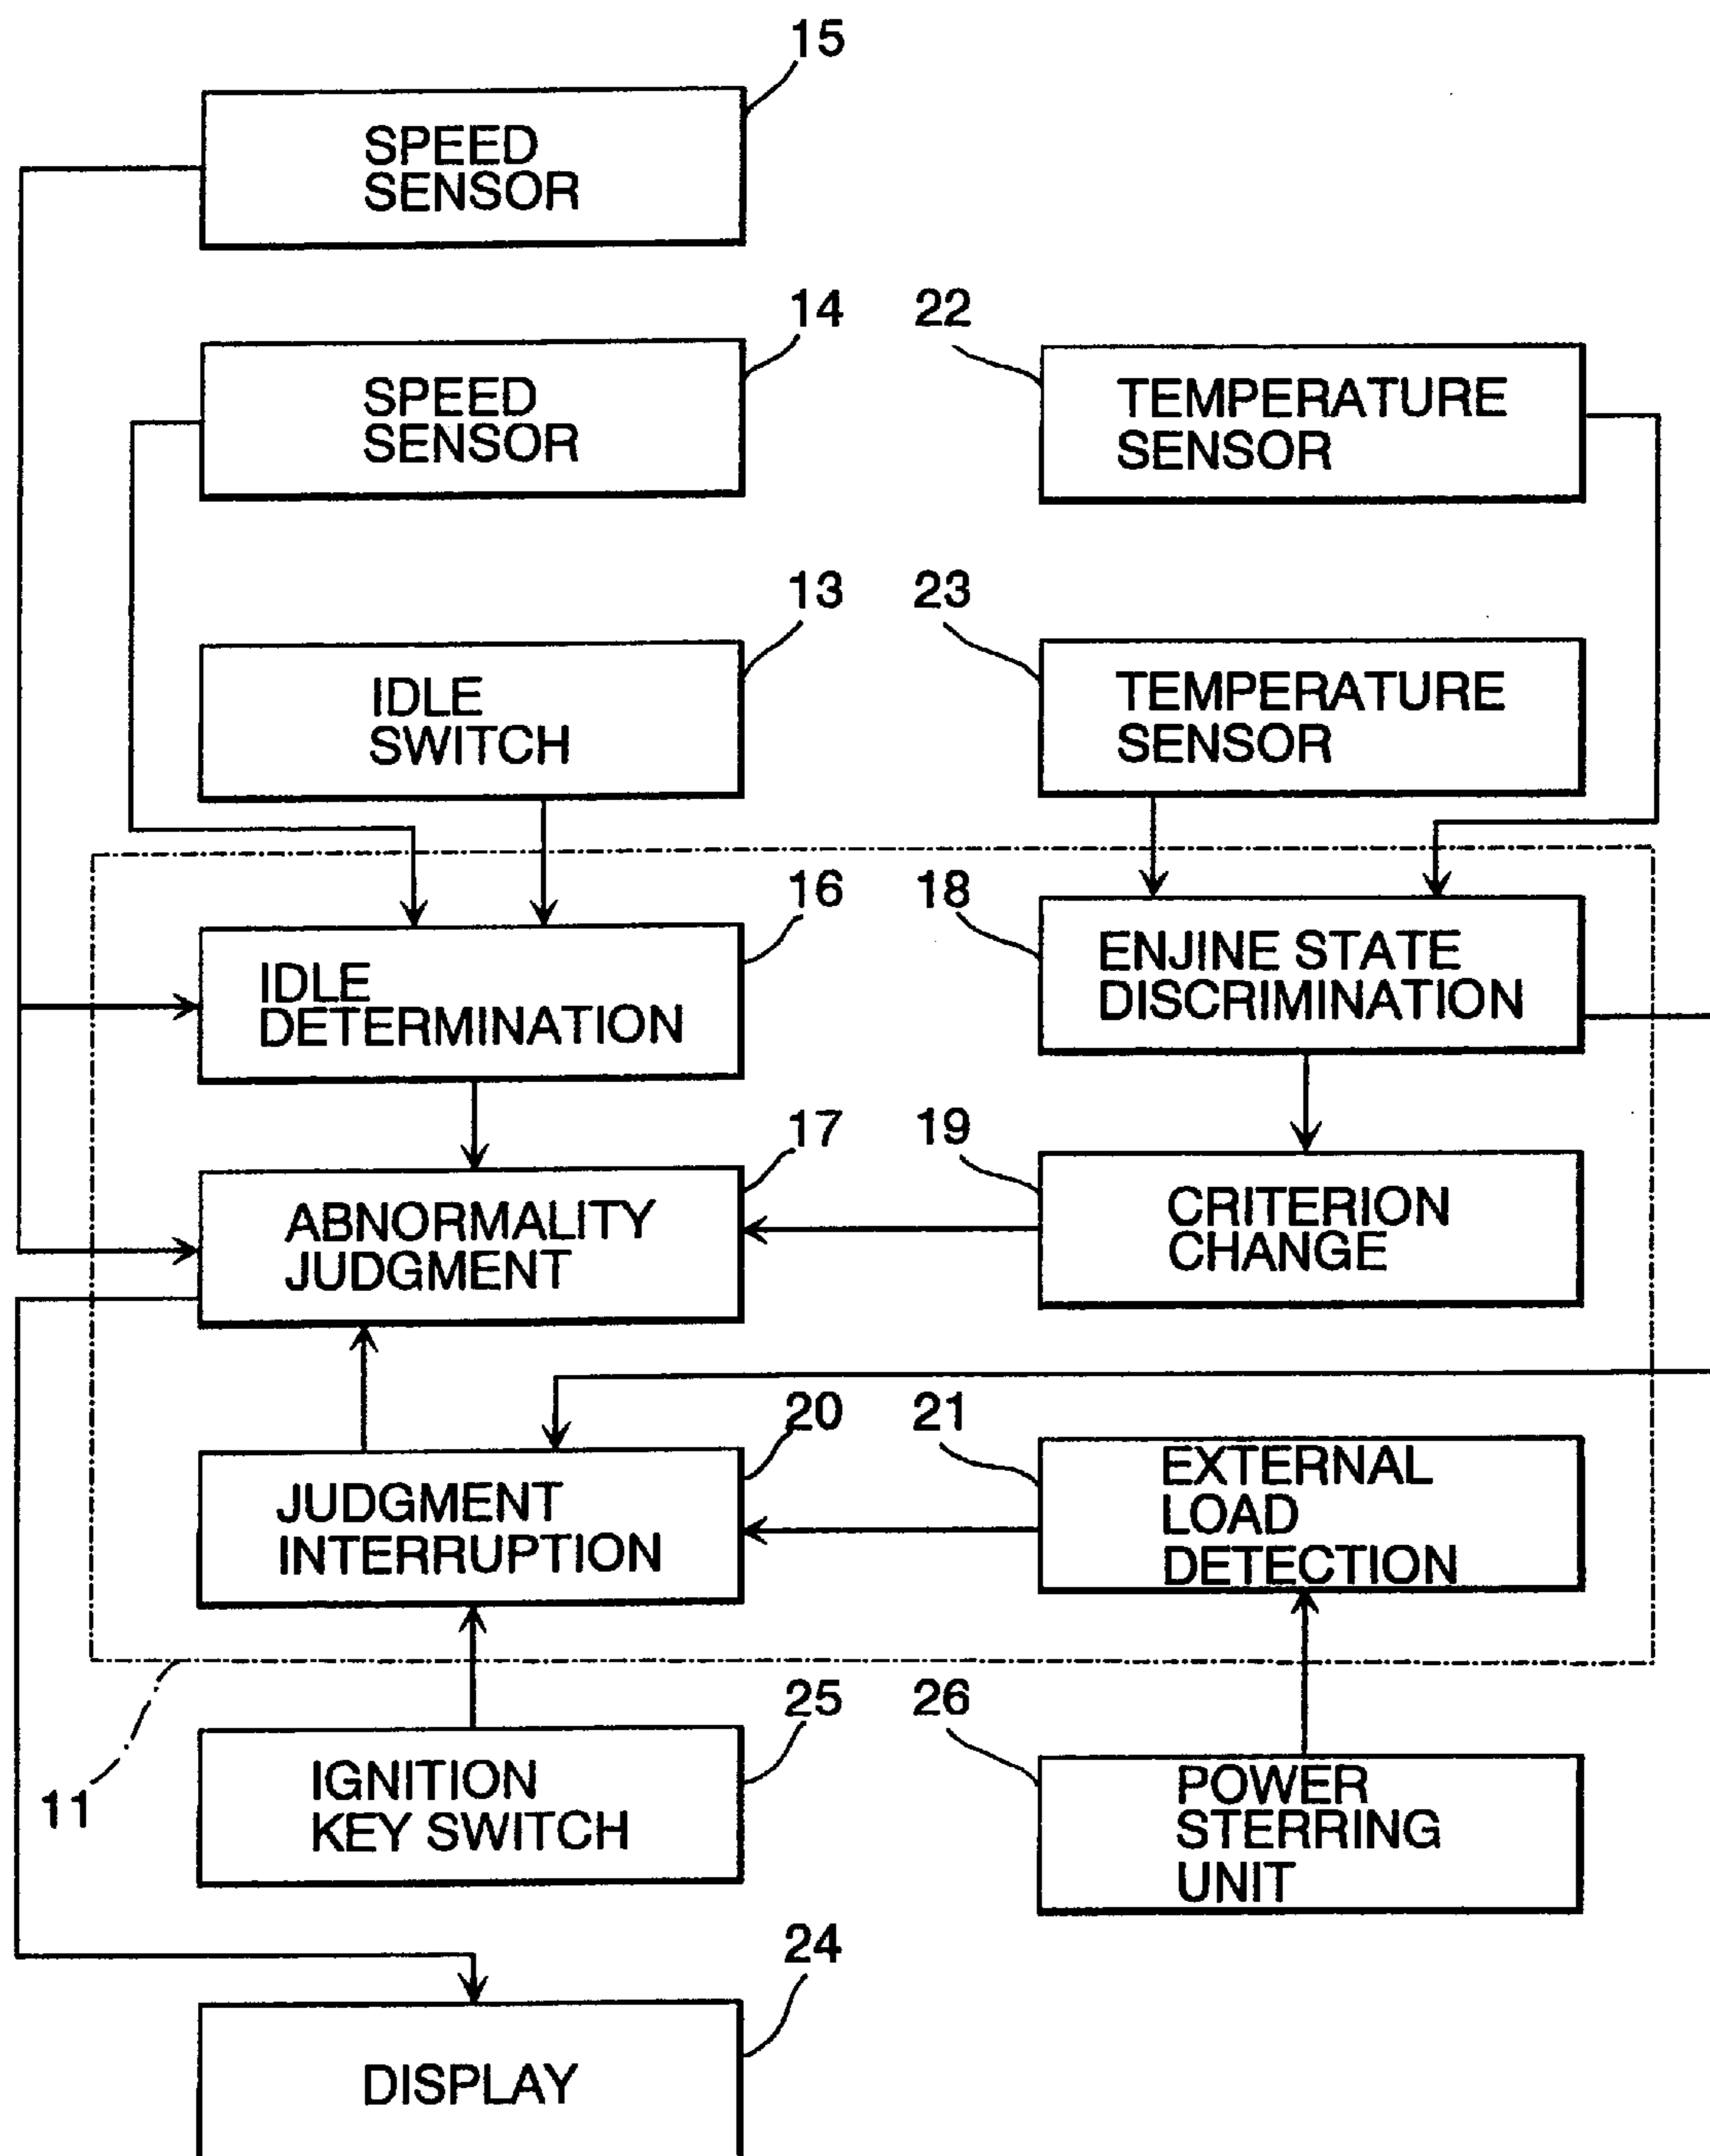 15
SPEED
SENSOR
14
SPEED
SENSOR
22
TEMPERATURE
SENSOR
13
IDLE
SWITCH
23
TEMPERATURE
SENSOR
16
IDLE
DETERMINATION
18
ENJINE STATE
DISCRIMINATION
17
ABNORMALITY
JUDGMENT
19
CRITERION
CHANGE
20
JUDGMENT
INTERRUPTION
21
EXTERNAL
LOAD
DETECTION
11
25
IGNITION
KEY SWITCH
26
POWER
STERRING
UNIT
24
DISPLAY